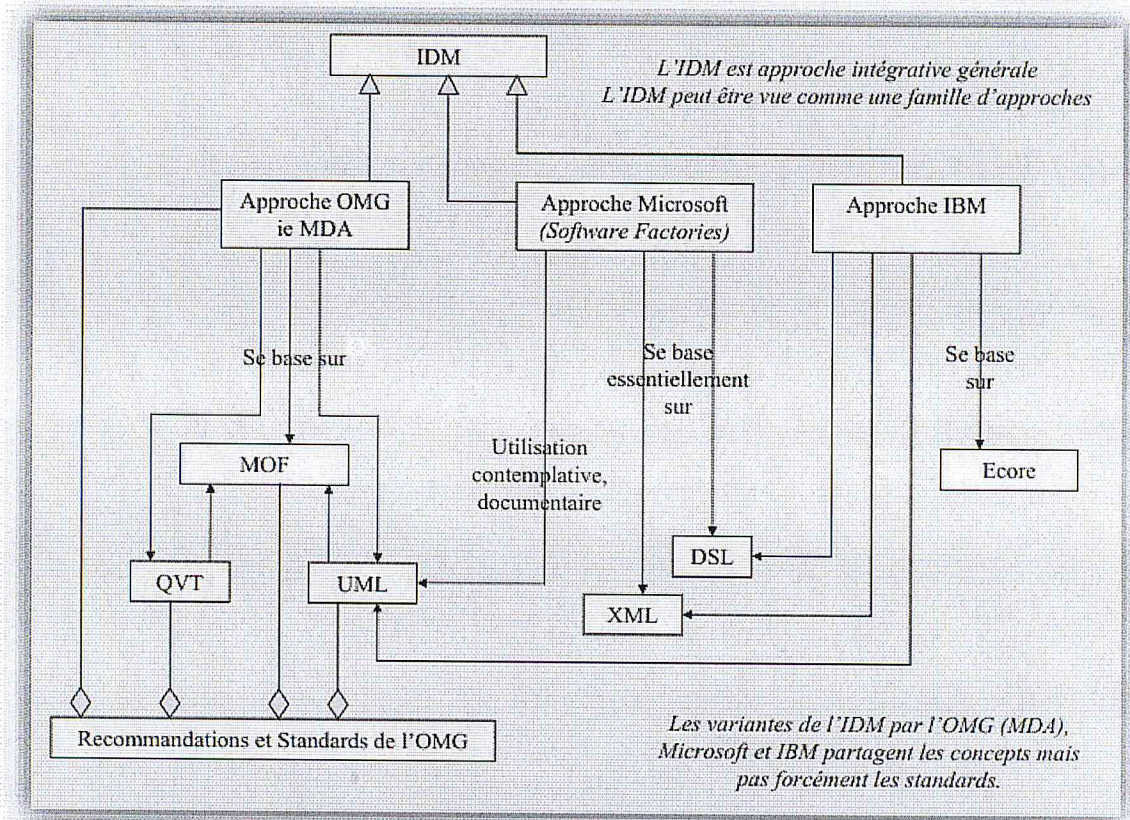 IDM
L'IDM est approche intégrative générale
L'IDM peut être vue comme une famille d'approches
Approche OMG
ie MDA
Approche Microsoft
(Software Factories)
Approche IBM
Se base sur
Se base
essentiellement
sur
Se base
sur
MOF
Utilisation
contemplative,
documentaire
Ecore
QVT
UML
DSL
XML
Recommandations et Standards de l'OMG
Les variantes de l'IDM par l'OMG (MDA),
Microsoft et IBM partagent les concepts mais
pas forcément les standards.